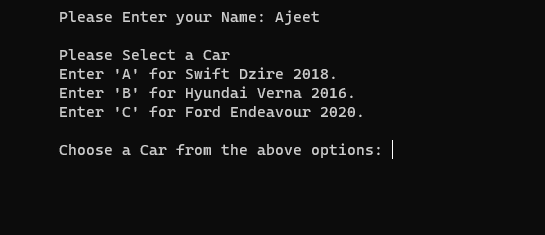 Please Enter your Name: Ajeet
Please Select a Car
Enter 'A' for Swift Dzire 2018.
Enter 'B' for Hyundai Verna 2016.
Enter 'C' for Ford Endeavour 2020.
Choose a Car from the above options: